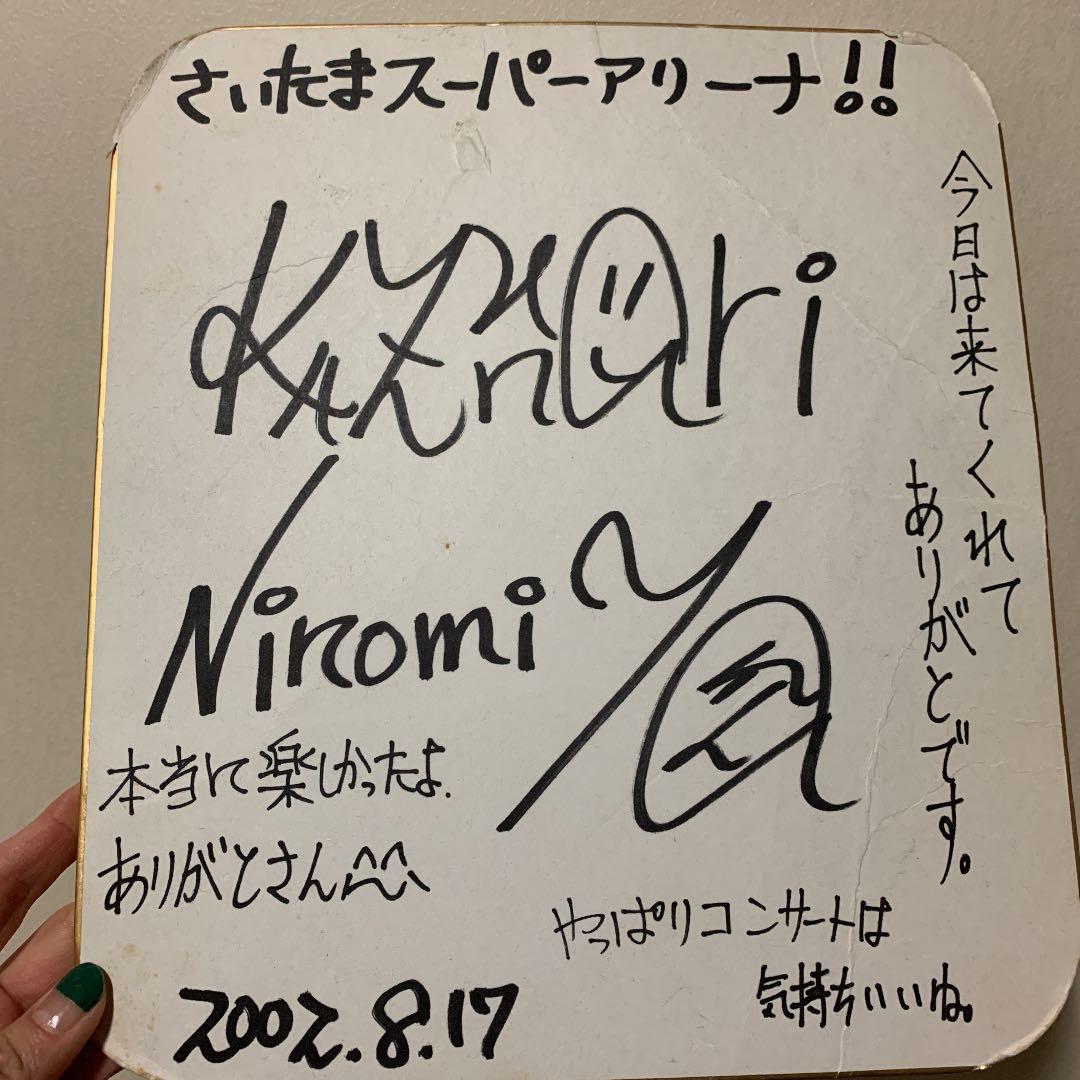 さいたまスーパーアリーナ!!
今日は来てくれて
ありがとです。
本当に楽しかったよ.
ありがとさん^^
やっぱりコンサートは
気持ちいいね。
2002.8.17